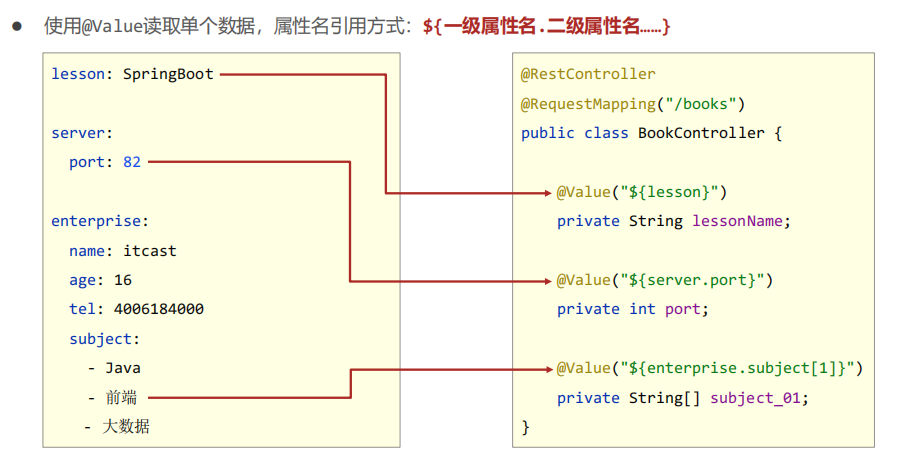 ● 使用@Value读取单个数据，属性名引用方式：${一级属性名.二级属性名……}
lesson: SpringBoot
server:
port: 82
enterprise:
name: itcast
age: 16
tel: 4006184000
subject:
- Java
- 前端
- 大数据
@RestController
@RequestMapping("/books")
public class BookController {
@Value("${lesson}")
private String lessonName;
@Value("${server.port}")
private int port;
@Value("${enterprise.subject[1]}")
private String[] subject_01;
}